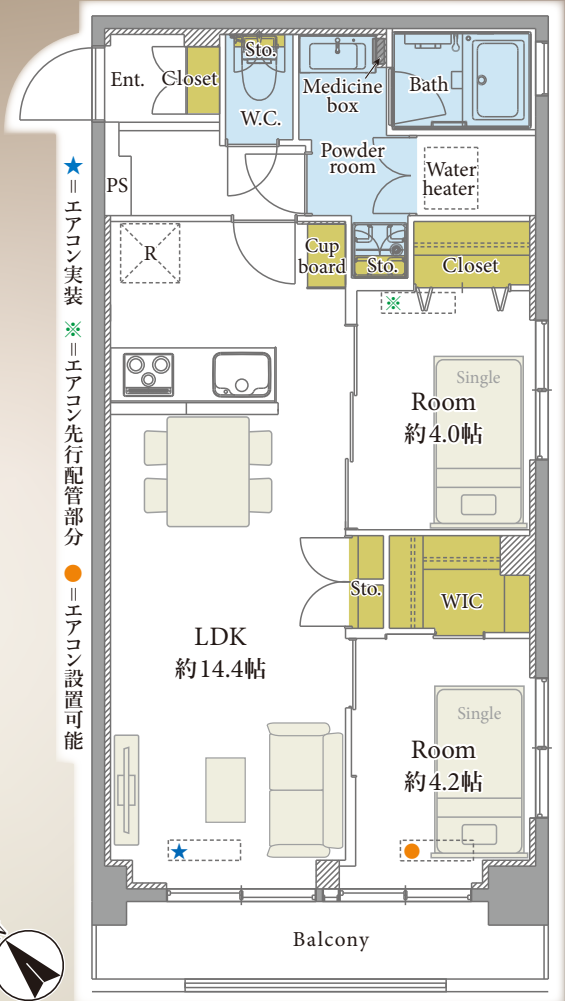 Ent.
Closet
Sto.
W.C.
Medicine
box
Bath
Powder
room
Water
heater
PS
R
Cup
board
Sto.
Closet
★=エアコン実装 ※=エアコン先行配管部分 ●=エアコン設置可能
※
Single
Room
約4.0帖
Sto.
WIC
LDK
約14.4帖
Single
Room
約4.2帖
★
●
Balcony